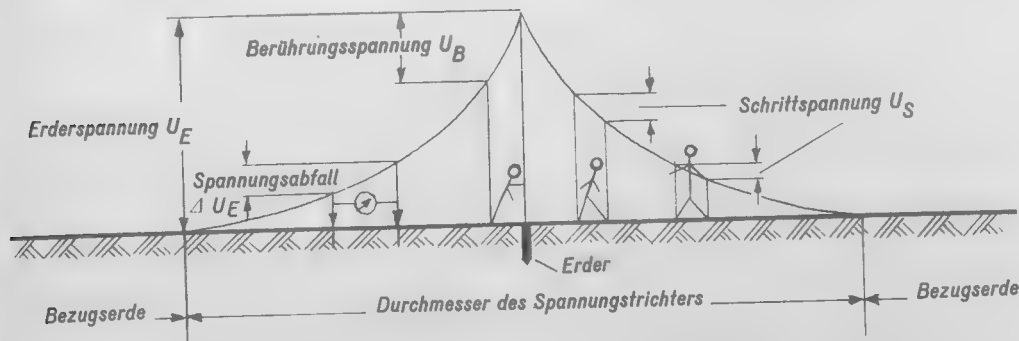 Berührungsspannung U_B
Schrittspannung U_S
Erderspannung U_E
Spannungsabfall
Δ U_E
Erder
Bezugserde
Durchmesser des Spannungstrichters
Bezugserde